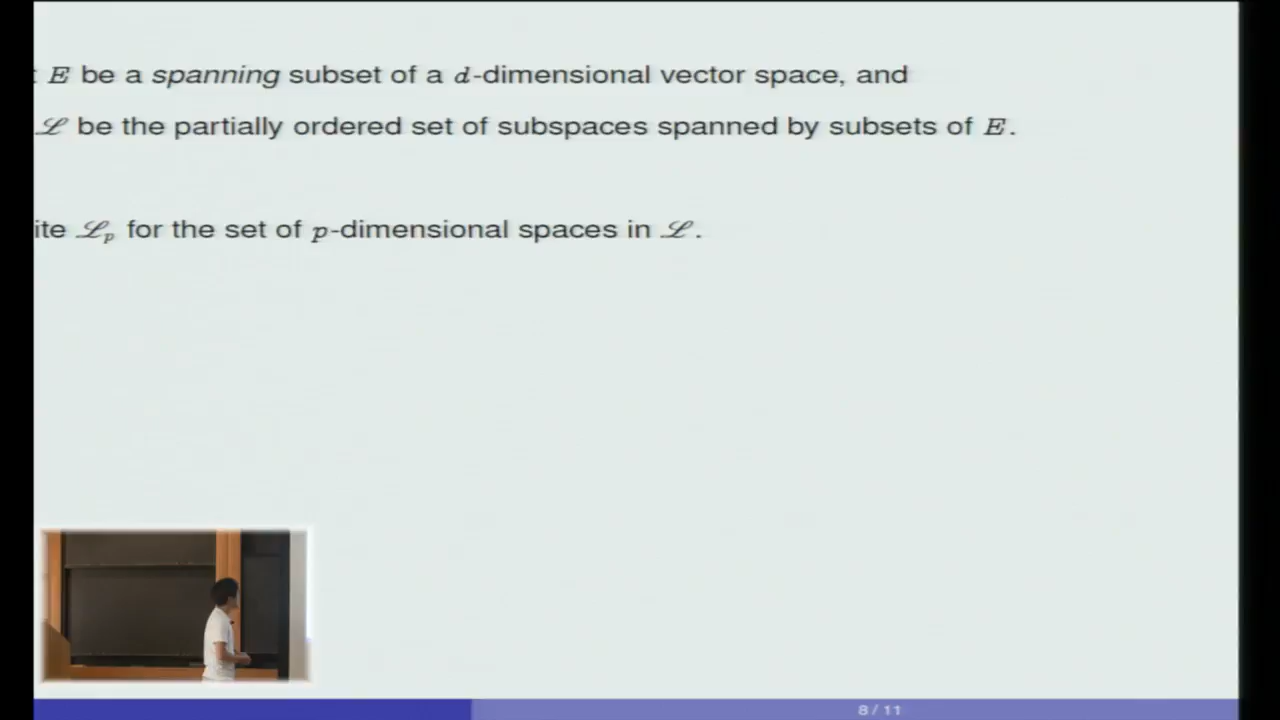 E be a spanning subset of a d-dimensional vector space, and
ℒ be the partially ordered set of subspaces spanned by subsets of E.
ite ℒₚ for the set of p-dimensional spaces in ℒ.
8 / 11